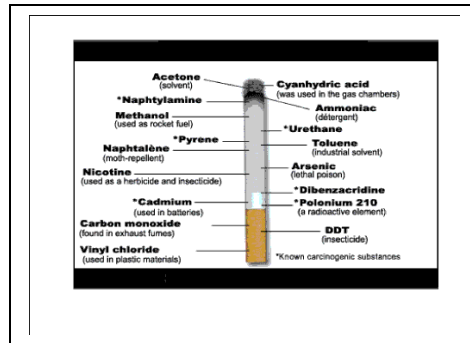 Acetone
(solvent)
*Naphtylamine
Methanol
(used as rocket fuel)
*Pyrene
Naphtalène
(moth-repellent)
Nicotine
(used as a herbicide and insecticide)
*Cadmium
(used in batteries)
Carbon monoxide
(found in exhaust fumes)
Vinyl chloride
(used in plastic materials)
Cyanhydric acid
(was used in the gas chambers)
Ammoniac
(détergant)
*Urethane
Toluene
(industrial solvent)
Arsenic
(lethal poison)
*Dibenzacridine
*Polonium 210
(a radioactive element)
DDT
(insecticide)
*Known carcinogenic substances